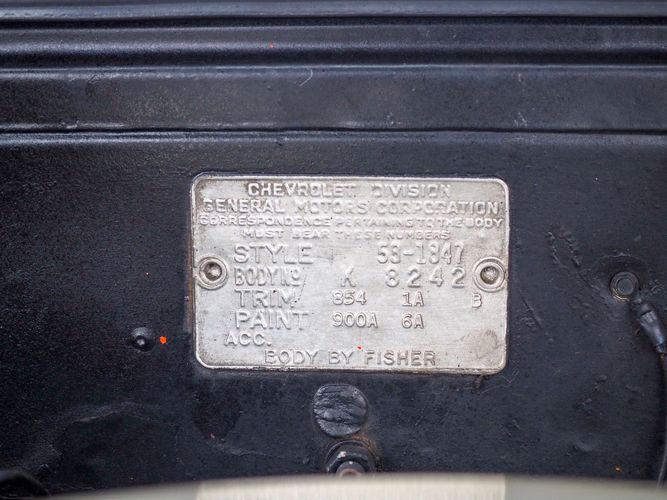 CHEVROLET DIVISION
GENERAL MOTORS CORPORATION
CORRESPONDENCE PERTAINING TO THE BODY
MUST BEAR THESE NUMBERS
STYLE 58-1847
BODY Nº K 8242
TRIM 854 1A B
PAINT 900A 6A
ACC.
BODY BY FISHER